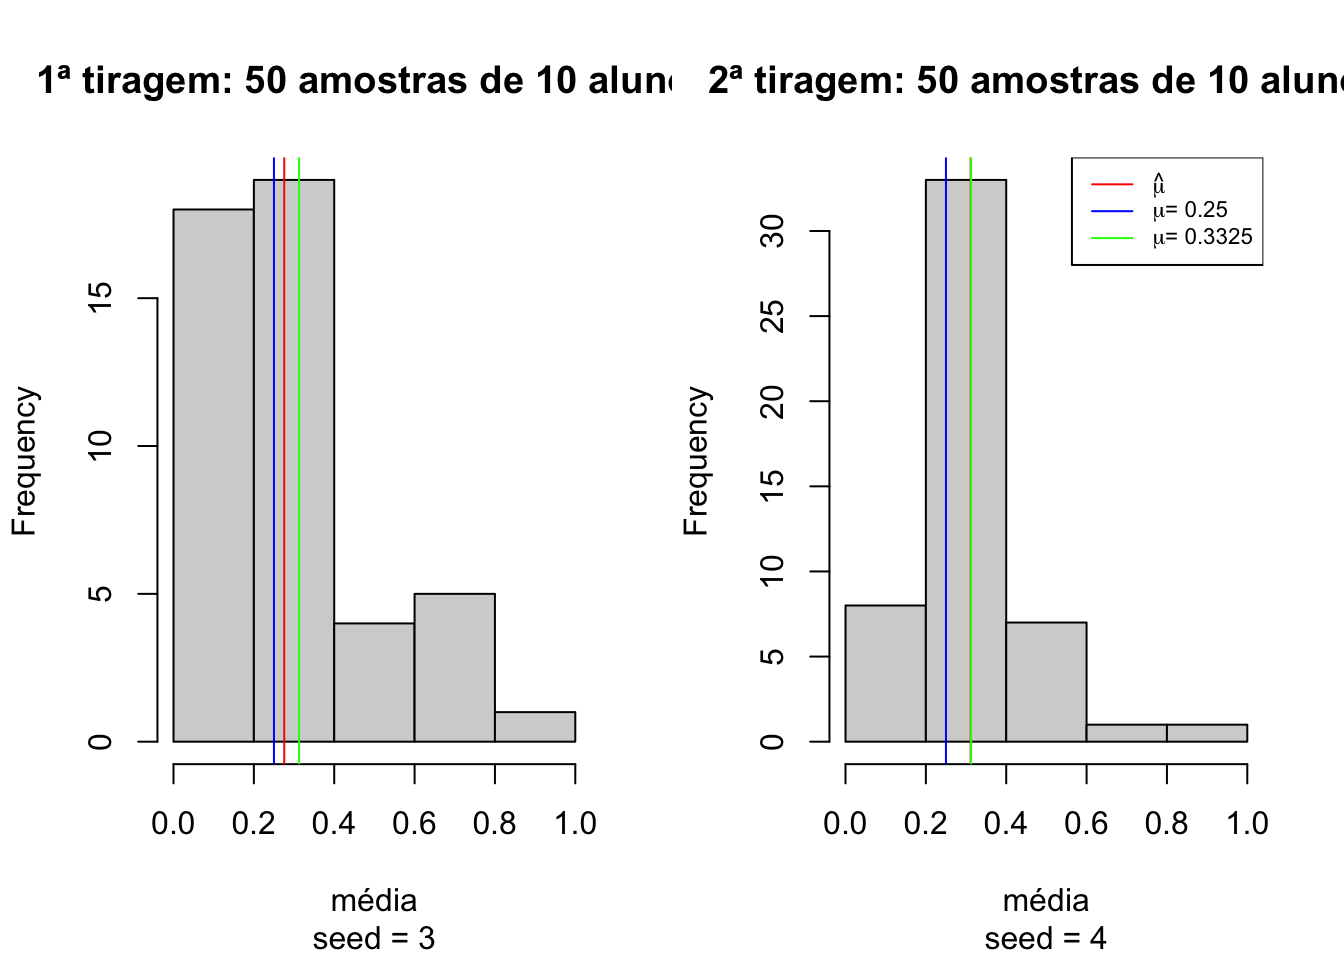 1ª tiragem: 50 amostras de 10
Frequency
0 5 10 15
0.0 0.2 0.4 0.6 0.8 1.0
média
seed = 3
2ª tiragem: 50 amostras de 10
μ̂
μ= 0.25
μ= 0.3325
Frequency
0 5 10 15 20 25 30
0.0 0.2 0.4 0.6 0.8 1.0
média
seed = 4